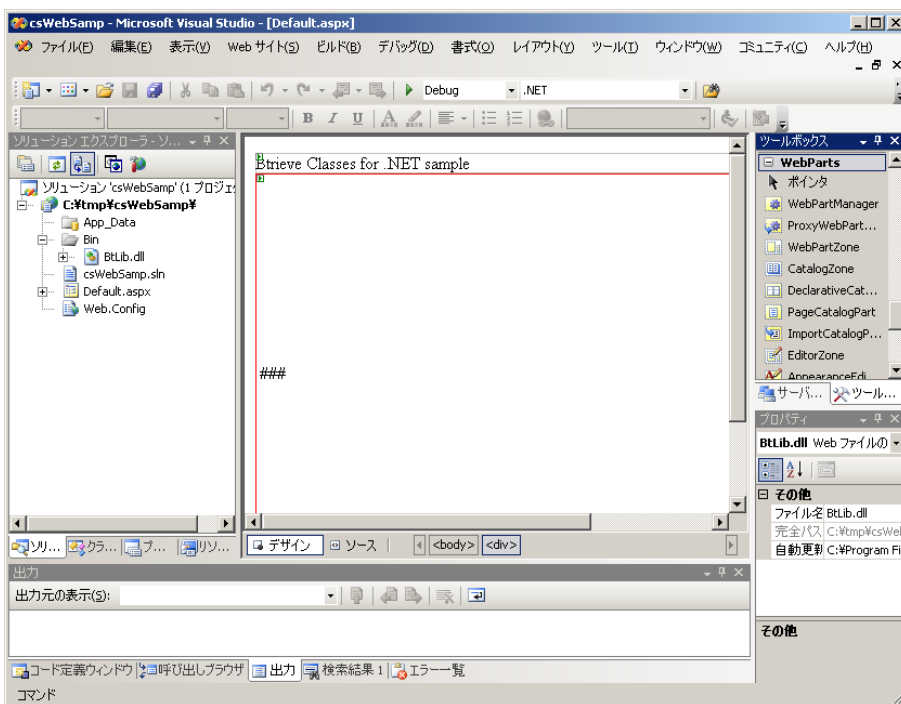 csWebSamp - Microsoft Visual Studio - [Default.aspx]
ファイル(F) 編集(E) 表示(V) Web サイト(S) ビルド(B) デバッグ(D) 書式(O) レイアウト(Y) ツール(T) ウィンドウ(W) コミュニティ(C) ヘルプ(H)
Debug .NET
B I U A
ソリューション エクスプローラ - ソ...
ソリューション 'csWebSamp' (1 プロジェ
C:¥tmp¥csWebSamp¥
App_Data
Bin
BtLib.dll
csWebSamp.sln
Default.aspx
Web.Config
ソリ... クラ... プ... リソ...
Btrieve Classes for .NET sample
###
デザイン ソース <body> <div>
ツールボックス
WebParts
ポインタ
WebPartManager
ProxyWebPart...
WebPartZone
CatalogZone
DeclarativeCat...
PageCatalogPart
ImportCatalogP...
EditorZone
AppearanceEdi
サーバ... ツール...
プロパティ
BtLib.dll Web ファイルの
その他
ファイル名 BtLib.dll
完全パス C:¥tmp¥csWel
自動更新 C:¥Program Fi
その他
出力
出力元の表示(S):
コード定義ウィンドウ 呼び出しブラウザ 出力 検索結果 1 エラー一覧
コマンド